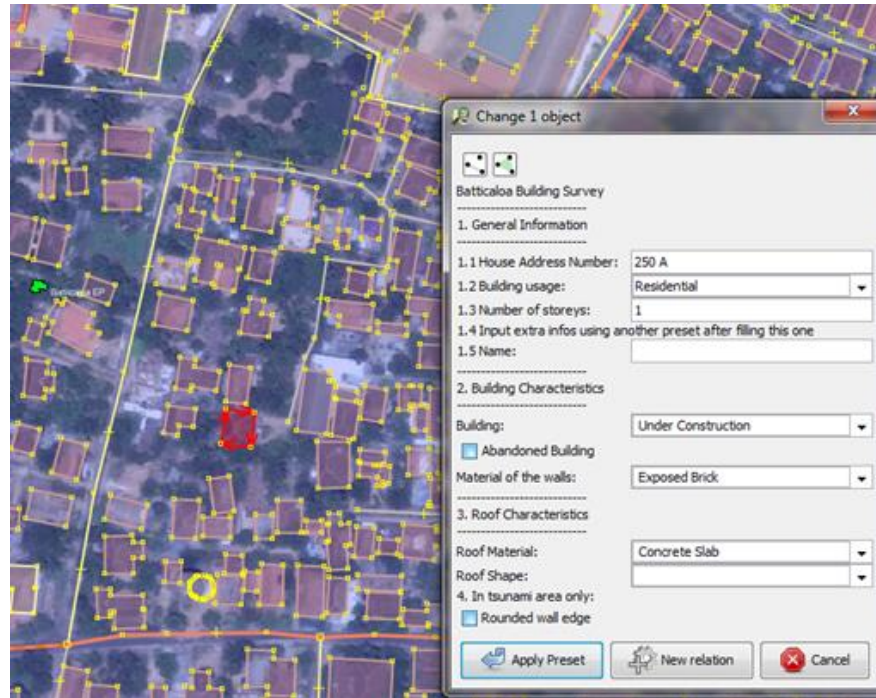 Change 1 object
Batticaloa Building Survey
--------------------------
1. General Information
--------------------------
1.1 House Address Number: 250 A
1.2 Building usage: Residential
1.3 Number of storeys: 1
1.4 Input extra infos using another preset after filling this one
1.5 Name:
--------------------------
2. Building Characteristics
--------------------------
Building: Under Construction
Abandoned Building
Material of the walls: Exposed Brick
--------------------------
3. Roof Characteristics
--------------------------
Roof Material: Concrete Slab
Roof Shape:
4. In tsunami area only:
Rounded wall edge
Apply Preset New relation Cancel
Batticaloa EP